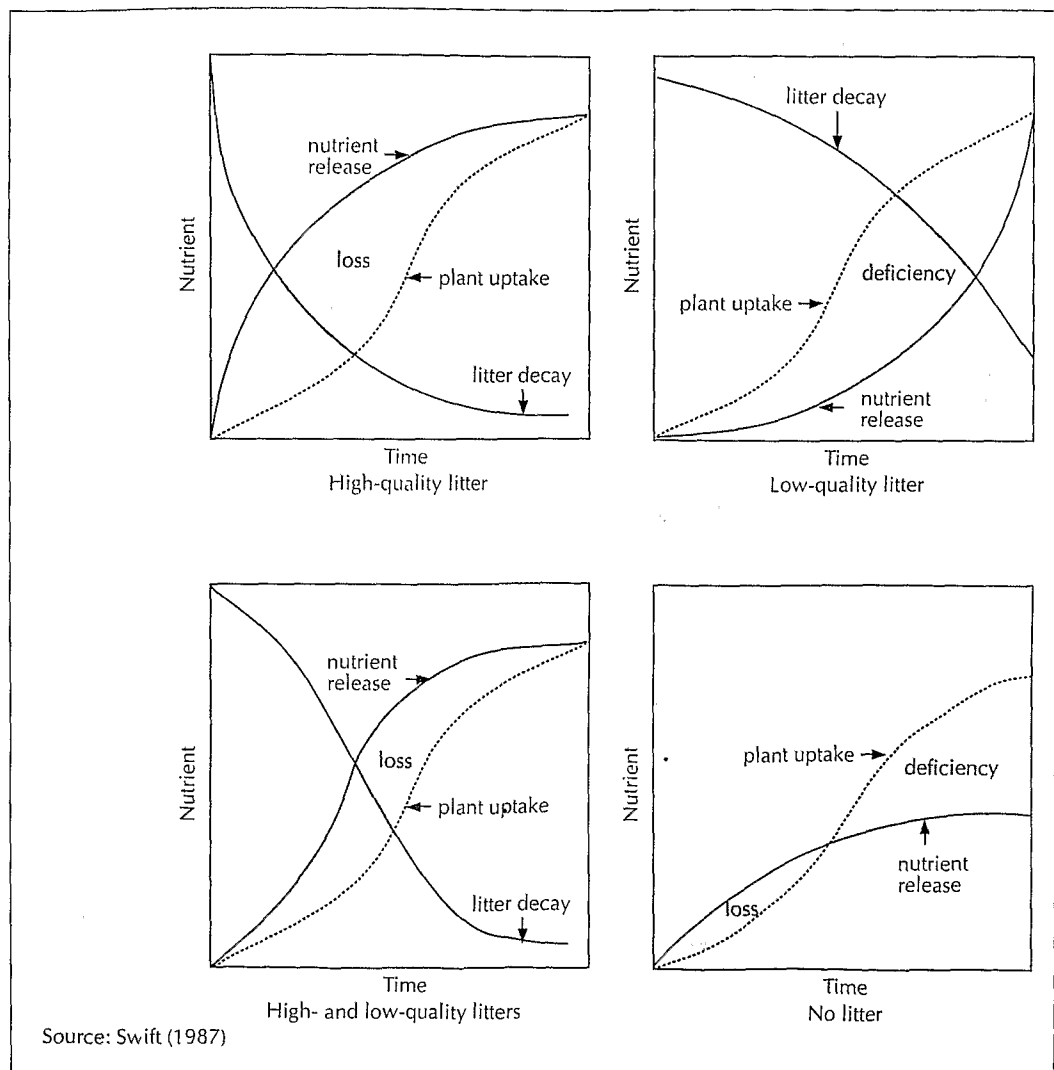 Nutrient
nutrient
release
loss
plant uptake
litter decay
Time
High-quality litter
Nutrient
litter decay
plant uptake
deficiency
nutrient
release
Time
Low-quality litter
Nutrient
nutrient
release
loss
plant uptake
litter decay
Time
High- and low-quality litters
Nutrient
plant uptake
deficiency
nutrient
release
loss
Time
No litter
Source: Swift (1987)